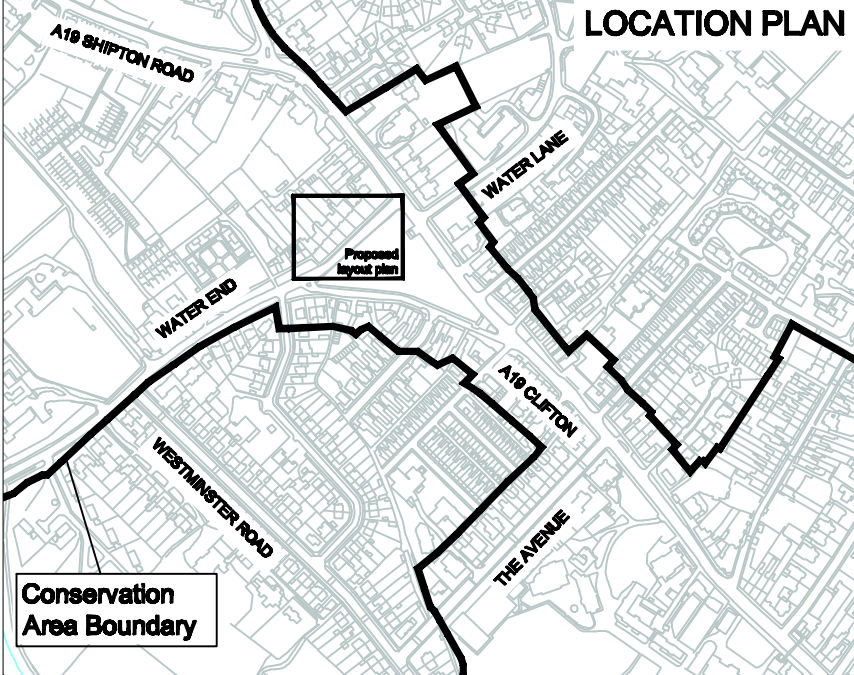 LOCATION PLAN
A19 SHIPTON ROAD
WATER LANE
Proposed
layout plan
WATER END
A19 CLIFTON
WESTMINSTER ROAD
THE AVENUE
Conservation
Area Boundary